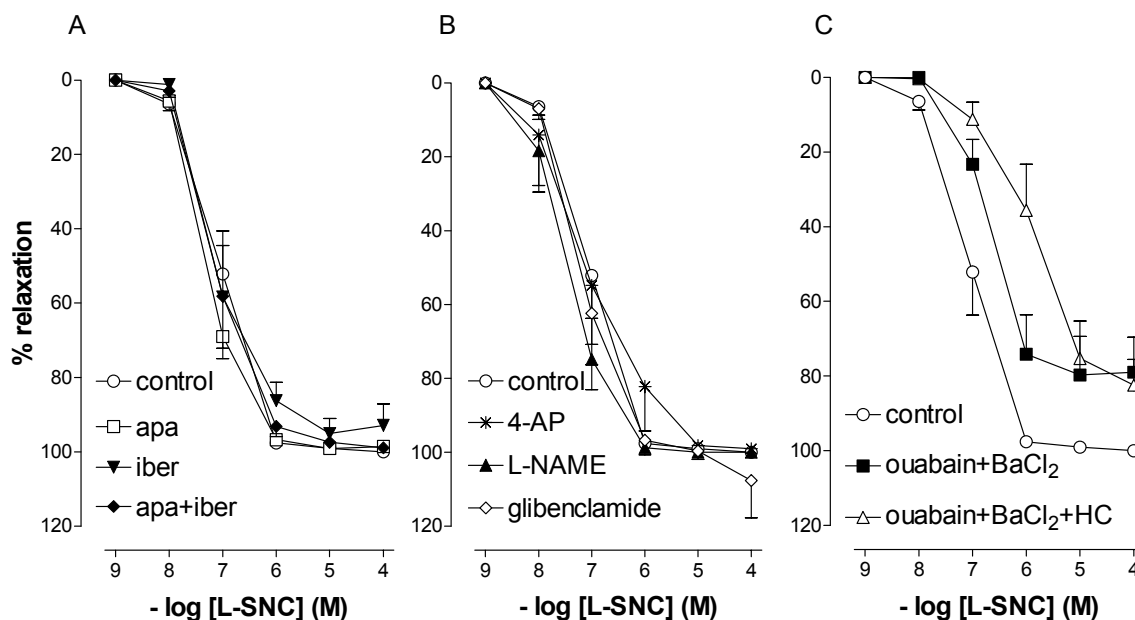 A
B
C
% relaxation
0
20
40
60
80
100
120
control
apa
iber
apa+iber
9 8 7 6 5 4
- log [L-SNC] (M)
0
20
40
60
80
100
120
control
4-AP
L-NAME
glibenclamide
9 8 7 6 5 4
- log [L-SNC] (M)
0
20
40
60
80
100
120
control
ouabain+BaCl₂
ouabain+BaCl₂+HC
9 8 7 6 5 4
- log [L-SNC] (M)